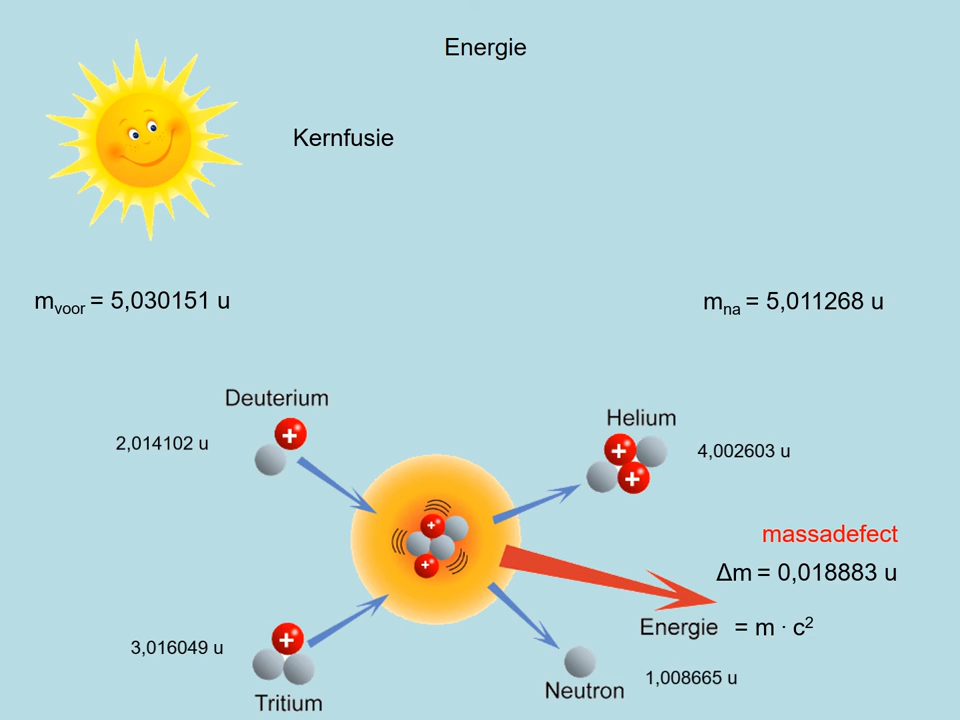 Energie
Kernfusie
mvoor = 5,030151 u
mna = 5,011268 u
Deuterium
Helium
2,014102 u
4,002603 u
massadefect
Δm = 0,018883 u
Energie = m · c²
3,016049 u
1,008665 u
Neutron
Tritium